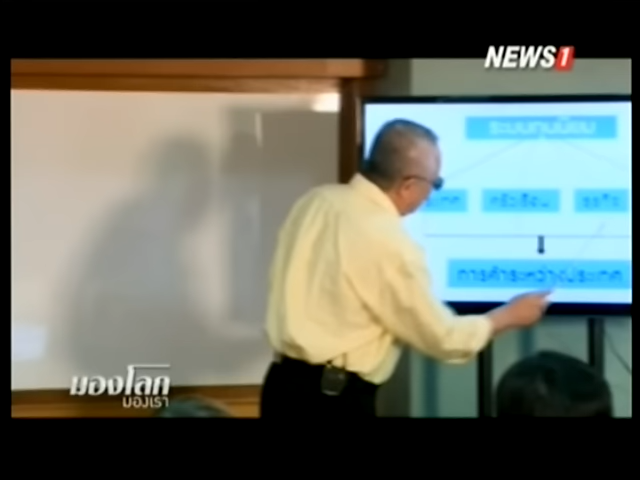 NEWS1
ระบบทุนนิยม
ครัวเรือน
ธุรกิจ
การค้าระหว่างประเทศ
มองโลก
มองเรา